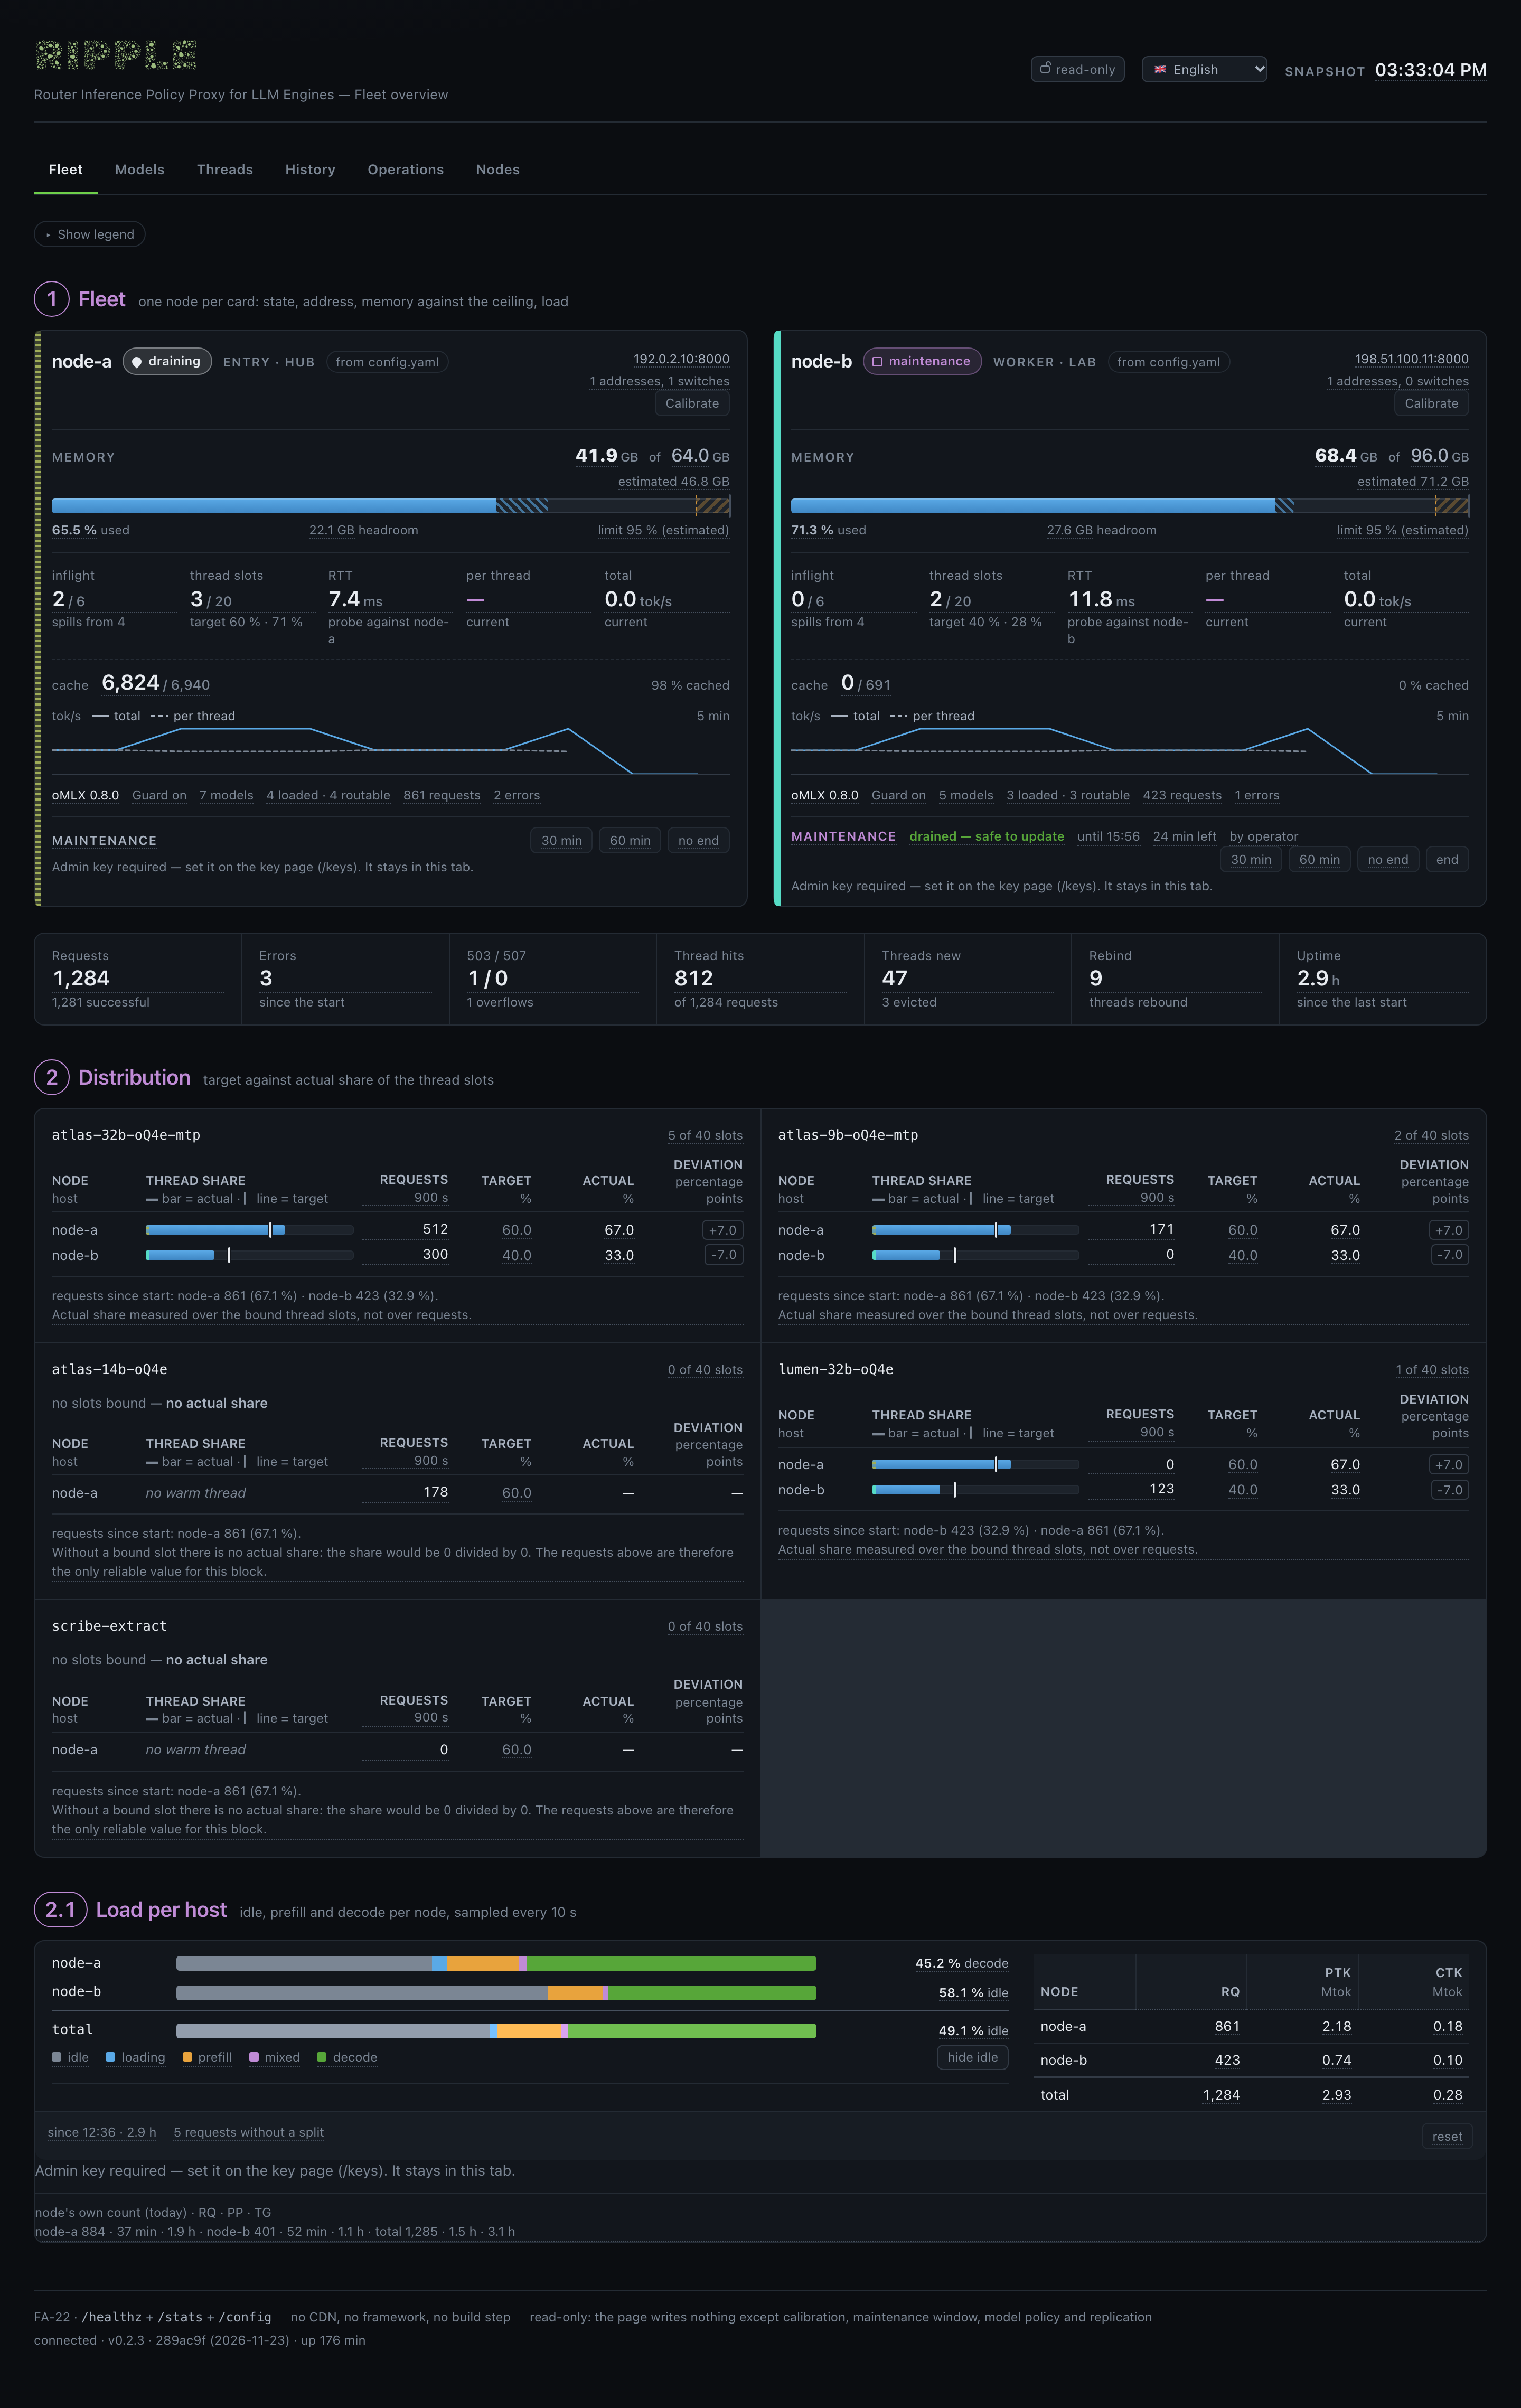 RIPPLE
Router Inference Policy Proxy for LLM Engines — Fleet overview
read-only
English
SNAPSHOT 03:33:04 PM
Fleet Models Threads History Operations Nodes
Show legend
1 Fleet one node per card: state, address, memory against the ceiling, load
node-a draining ENTRY · HUB from config.yaml 192.0.2.10:8000
1 addresses, 1 switches
Calibrate
MEMORY 41.9 GB of 64.0 GB
estimated 46.8 GB
65.5 % used 22.1 GB headroom limit 95 % (estimated)
inflight thread slots RTT per thread total
2 / 6 3 / 20 7.4 ms — 0.0 tok/s
spills from 4 target 60 % · 71 % probe against node-a current current
cache 6,824 / 6,940 98 % cached
tok/s total per thread 5 min
oMLX 0.8.0 Guard on 7 models 4 loaded · 4 routable 861 requests 2 errors
MAINTENANCE 30 min 60 min no end
Admin key required — set it on the key page (/keys). It stays in this tab.
node-b maintenance WORKER · LAB from config.yaml 198.51.100.11:8000
1 addresses, 0 switches
Calibrate
MEMORY 68.4 GB of 96.0 GB
estimated 71.2 GB
71.3 % used 27.6 GB headroom limit 95 % (estimated)
inflight thread slots RTT per thread total
0 / 6 2 / 20 11.8 ms — 0.0 tok/s
spills from 4 target 40 % · 28 % probe against node-b current current
cache 0 / 691 0 % cached
tok/s total per thread 5 min
oMLX 0.8.0 Guard on 5 models 3 loaded · 3 routable 423 requests 1 errors
MAINTENANCE drained — safe to update until 15:56 24 min left by operator
30 min 60 min no end end
Admin key required — set it on the key page (/keys). It stays in this tab.
Requests Errors 503 / 507 Thread hits Threads new Rebind Uptime
1,284 3 1 / 0 812 47 9 2.9 h
1,281 successful since the start 1 overflows of 1,284 requests 3 evicted threads rebound since the last start
2 Distribution target against actual share of the thread slots
atlas-32b-oQ4e-mtp 5 of 40 slots
NODE THREAD SHARE REQUESTS TARGET ACTUAL DEVIATION
host bar = actual · line = target 900 s % % percentage points
node-a 512 60.0 67.0 +7.0
node-b 300 40.0 33.0 -7.0
requests since start: node-a 861 (67.1 %) · node-b 423 (32.9 %).
Actual share measured over the bound thread slots, not over requests.
atlas-9b-oQ4e-mtp 2 of 40 slots
NODE THREAD SHARE REQUESTS TARGET ACTUAL DEVIATION
host bar = actual · line = target 900 s % % percentage points
node-a 171 60.0 67.0 +7.0
node-b 0 40.0 33.0 -7.0
requests since start: node-a 861 (67.1 %) · node-b 423 (32.9 %).
Actual share measured over the bound thread slots, not over requests.
atlas-14b-oQ4e 0 of 40 slots
no slots bound — no actual share
NODE THREAD SHARE REQUESTS TARGET ACTUAL DEVIATION
host bar = actual · line = target 900 s % % percentage points
node-a no warm thread 178 60.0 — —
requests since start: node-a 861 (67.1 %).
Without a bound slot there is no actual share: the share would be 0 divided by 0. The requests above are therefore
the only reliable value for this block.
lumen-32b-oQ4e 1 of 40 slots
NODE THREAD SHARE REQUESTS TARGET ACTUAL DEVIATION
host bar = actual · line = target 900 s % % percentage points
node-a 0 60.0 67.0 +7.0
node-b 123 40.0 33.0 -7.0
requests since start: node-b 423 (32.9 %) · node-a 861 (67.1 %).
Actual share measured over the bound thread slots, not over requests.
scribe-extract 0 of 40 slots
no slots bound — no actual share
NODE THREAD SHARE REQUESTS TARGET ACTUAL DEVIATION
host bar = actual · line = target 900 s % % percentage points
node-a no warm thread 0 60.0 — —
requests since start: node-a 861 (67.1 %).
Without a bound slot there is no actual share: the share would be 0 divided by 0. The requests above are therefore
the only reliable value for this block.
2.1 Load per host idle, prefill and decode per node, sampled every 10 s
node-a 45.2 % decode
node-b 58.1 % idle
total 49.1 % idle
idle loading prefill mixed decode hide idle
NODE RQ PTK Mtok CTK Mtok
node-a 861 2.18 0.18
node-b 423 0.74 0.10
total 1,284 2.93 0.28
since 12:36 · 2.9 h 5 requests without a split reset
Admin key required — set it on the key page (/keys). It stays in this tab.
node's own count (today) · RQ · PP · TG
node-a 884 · 37 min · 1.9 h · node-b 401 · 52 min · 1.1 h · total 1,285 · 1.5 h · 3.1 h
FA-22 · /healthz + /stats + /config no CDN, no framework, no build step read-only: the page writes nothing except calibration, maintenance window, model policy and replication
connected · v0.2.3 · 289ac9f (2026-11-23) · up 176 min